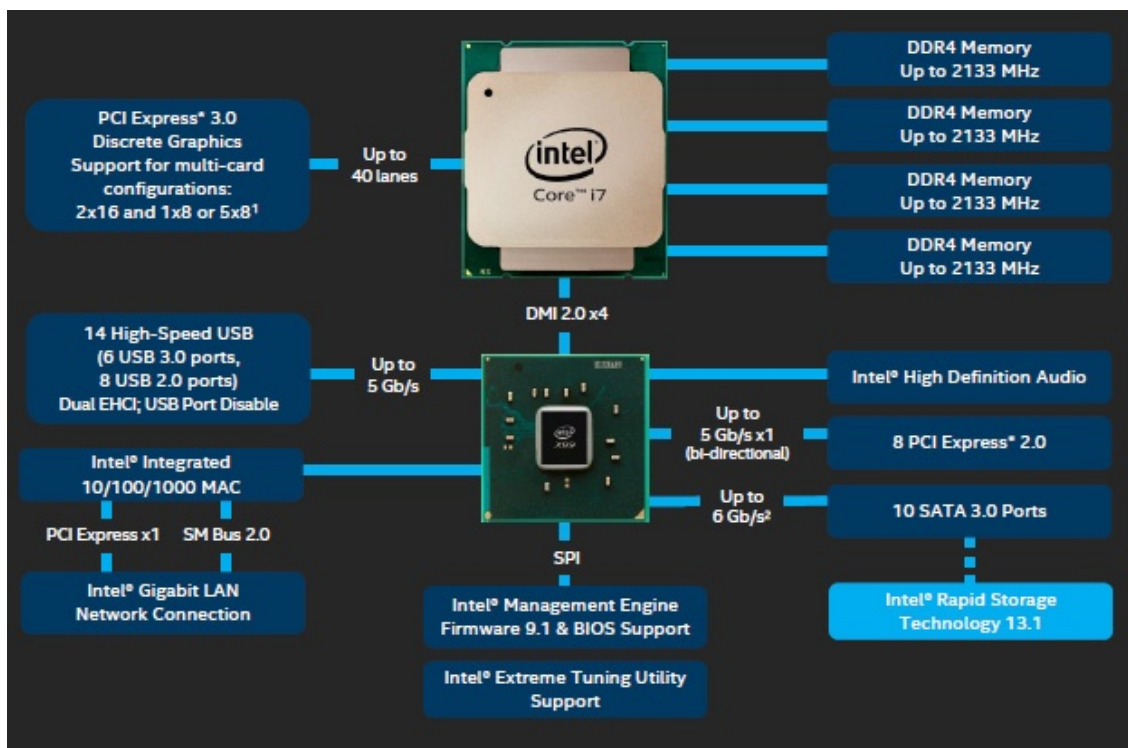 DDR4 Memory
Up to 2133 MHz
DDR4 Memory
Up to 2133 MHz
DDR4 Memory
Up to 2133 MHz
DDR4 Memory
Up to 2133 MHz
PCI Express* 3.0
Discrete Graphics
Support for multi-card
configurations:
2x16 and 1x8 or 5x8¹
Up to
40 lanes
intel
Core™ i7
DMI 2.0 x4
14 High-Speed USB
(6 USB 3.0 ports,
8 USB 2.0 ports)
Dual EHCI; USB Port Disable
Up to
5 Gb/s
intel
X99
Intel® High Definition Audio
Up to
5 Gb/s x1
(bi-directional)
8 PCI Express* 2.0
Intel® Integrated
10/100/1000 MAC
Up to
6 Gb/s²
10 SATA 3.0 Ports
PCI Express x1
SM Bus 2.0
SPI
Intel® Gigabit LAN
Network Connection
Intel® Management Engine
Firmware 9.1 & BIOS Support
Intel® Rapid Storage
Technology 13.1
Intel® Extreme Tuning Utility
Support